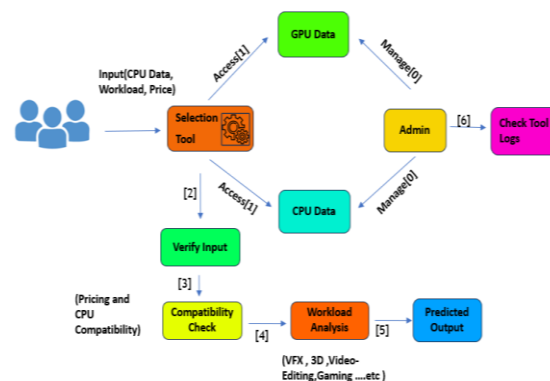 GPU Data
Input(CPU Data,
Workload, Price)
Access[1]
Manage[0]
Selection
Tool
Admin
[6]
Check Tool
Logs
[2]
Access[1]
Manage[0]
CPU Data
Verify Input
[3]
(Pricing and
CPU
Compatibility)
Compatibility
Check
[4]
Workload
Analysis
[5]
Predicted
Output
(VFX , 3D ,Video-
Editing,Gaming ....etc )